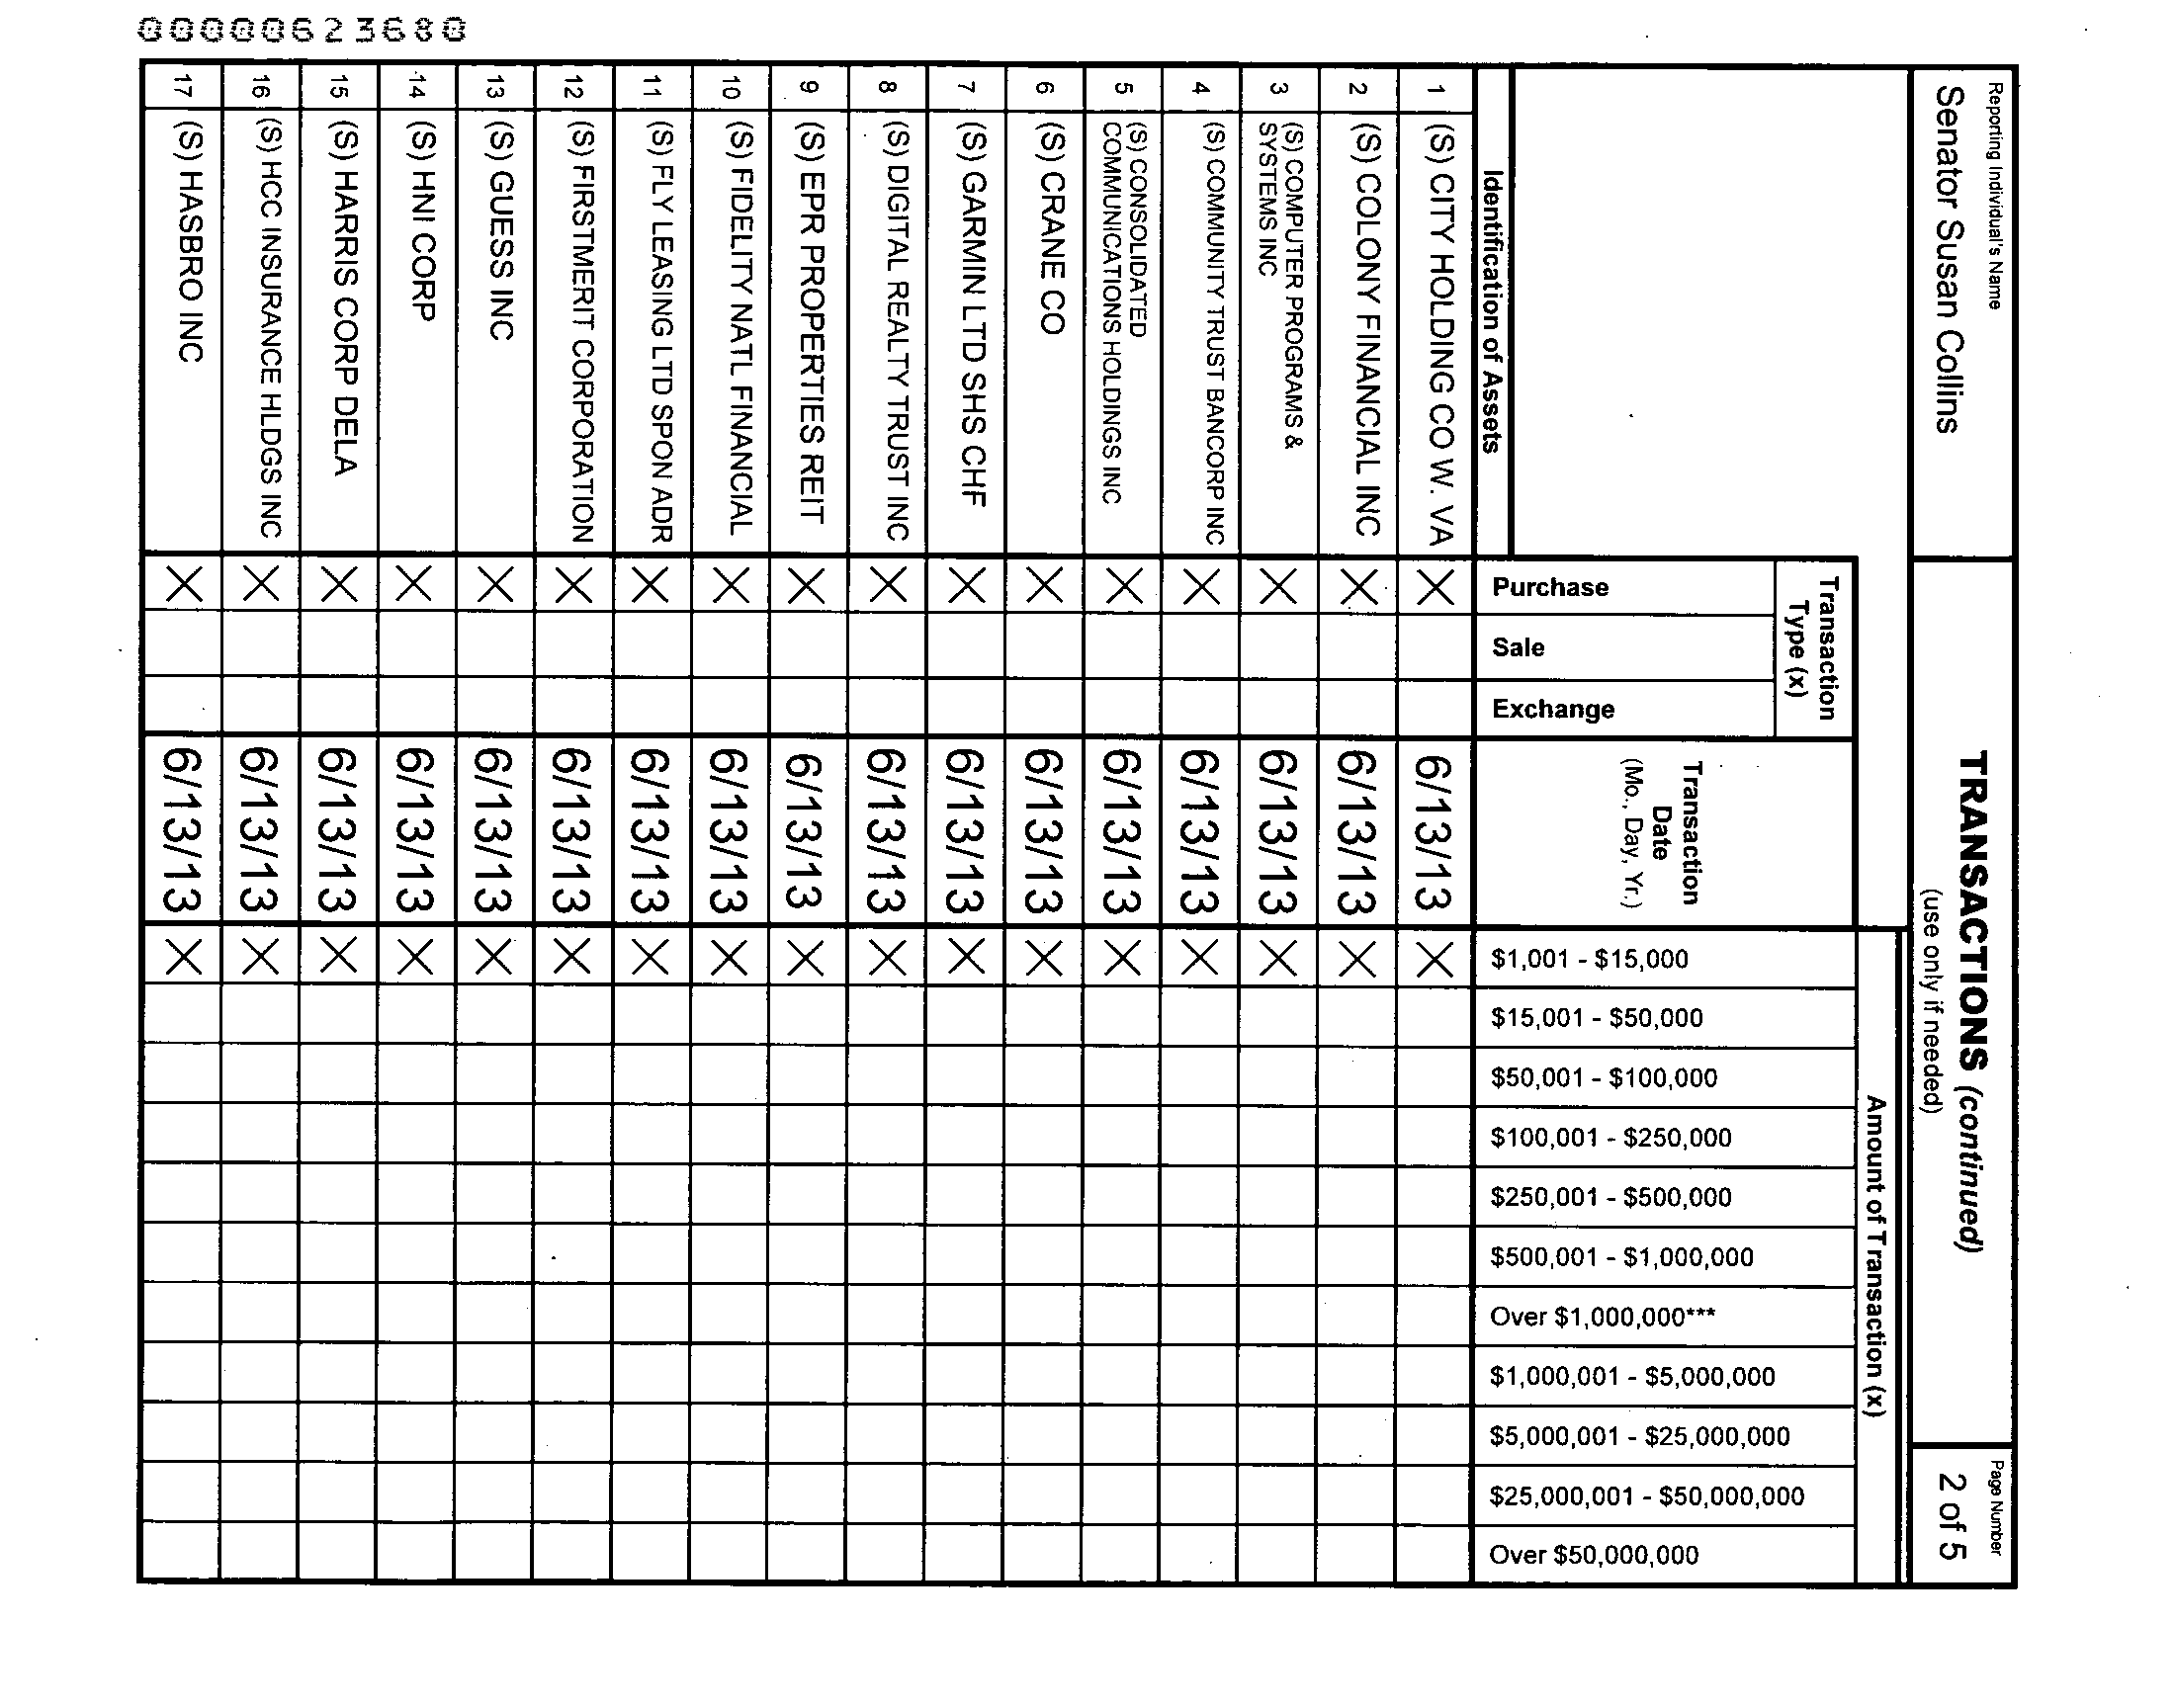 00000623680
Reporting Individual's Name
Senator Susan Collins
TRANSACTIONS (continued)
(use only if needed)
Page Number
2 of 5
Identification of Assets
Transaction
Type (x)
Purchase
Sale
Exchange
Transaction
Date
(Mo., Day, Yr.)
Amount of Transaction (x)
$1,001 - $15,000
$15,001 - $50,000
$50,001 - $100,000
$100,001 - $250,000
$250,001 - $500,000
$500,001 - $1,000,000
Over $1,000,000***
$1,000,001 - $5,000,000
$5,000,001 - $25,000,000
$25,000,001 - $50,000,000
Over $50,000,000
1 (S) CITY HOLDING CO W. VA X 6/13/13 X
2 (S) COLONY FINANCIAL INC X 6/13/13 X
3 (S) COMPUTER PROGRAMS &
SYSTEMS INC X 6/13/13 X
4 (S) COMMUNITY TRUST BANCORP INC X 6/13/13 X
5 (S) CONSOLIDATED
COMMUNICATIONS HOLDINGS INC X 6/13/13 X
6 (S) CRANE CO X 6/13/13 X
7 (S) GARMIN LTD SHS CHF X 6/13/13 X
8 (S) DIGITAL REALTY TRUST INC X 6/13/13 X
9 (S) EPR PROPERTIES REIT X 6/13/13 X
10 (S) FIDELITY NATL FINANCIAL X 6/13/13 X
11 (S) FLY LEASING LTD SPON ADR X 6/13/13 X
12 (S) FIRSTMERIT CORPORATION X 6/13/13 X
13 (S) GUESS INC X 6/13/13 X
14 (S) HNI CORP X 6/13/13 X
15 (S) HARRIS CORP DELA X 6/13/13 X
16 (S) HCC INSURANCE HLDGS INC X 6/13/13 X
17 (S) HASBRO INC X 6/13/13 X